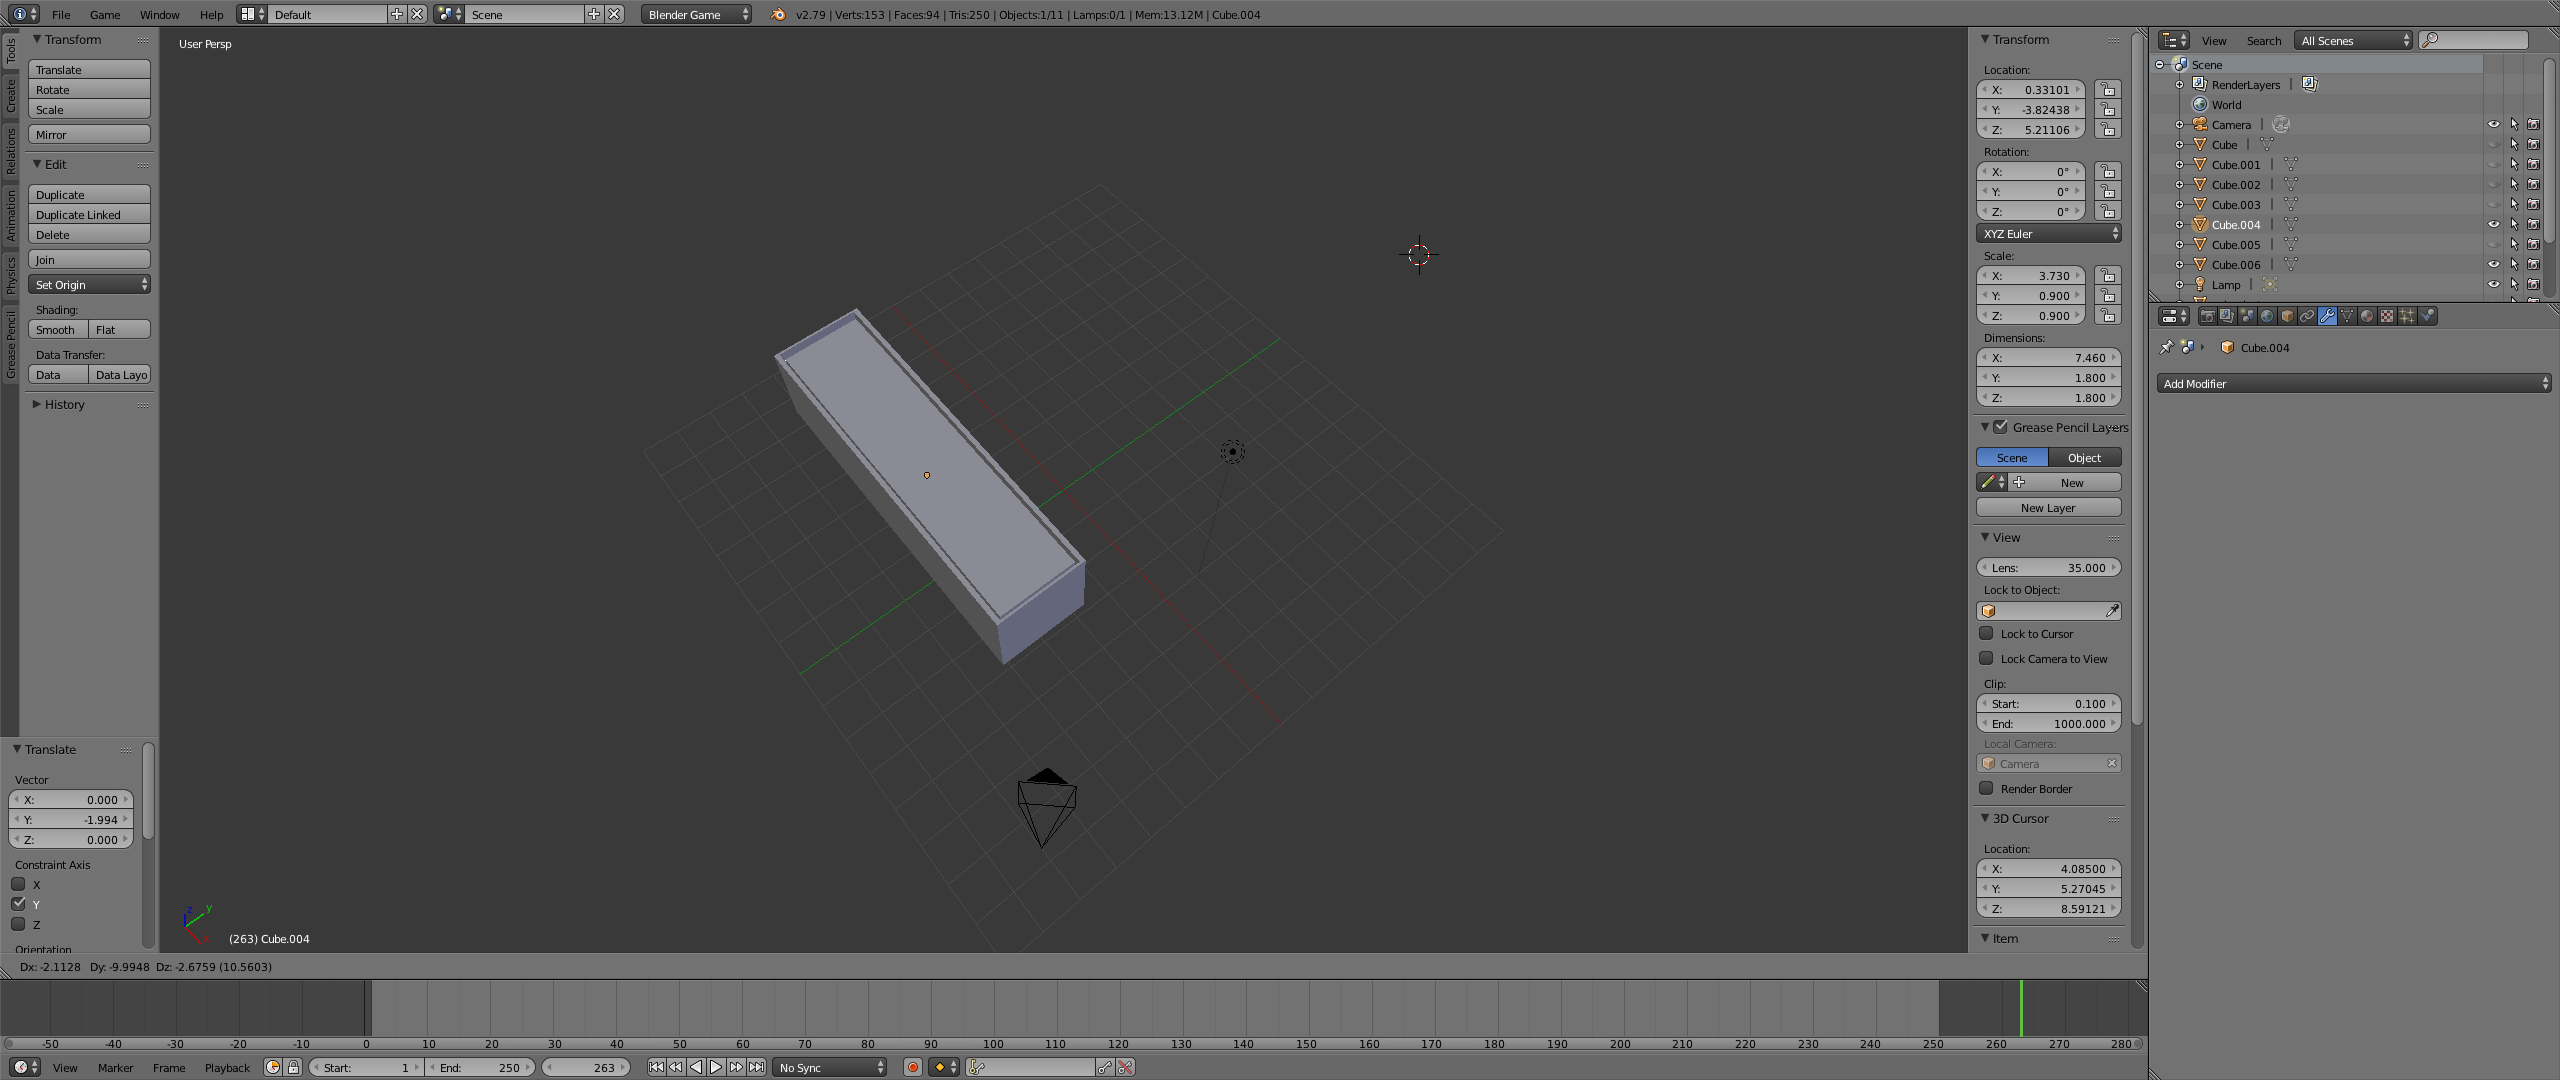 File Game Window Help Default Scene Blender Game v2.79 | Verts:153 | Faces:94 | Tris:250 | Objects:1/11 | Lamps:0/1 | Mem:13.12M | Cube.004
Tools
Create
Relations
Animation
Physics
Grease Pencil
Transform
Translate
Rotate
Scale
Mirror
Edit
Duplicate
Duplicate Linked
Delete
Join
Set Origin
Shading:
Smooth Flat
Data Transfer:
Data Data Layo
History
Translate
Vector
X: 0.000
Y: -1.994
Z: 0.000
Constraint Axis
X
Y
Z
Orientation
User Persp
z y
(263) Cube.004
Dx: -2.1128 Dy: -9.9948 Dz: -2.6759 (10.5603)
Transform
Location:
X: 0.33101
Y: -3.82438
Z: 5.21106
Rotation:
X: 0°
Y: 0°
Z: 0°
XYZ Euler
Scale:
X: 3.730
Y: 0.900
Z: 0.900
Dimensions:
X: 7.460
Y: 1.800
Z: 1.800
Grease Pencil Layers
Scene Object
New
New Layer
View
Lens: 35.000
Lock to Object:
Lock to Cursor
Lock Camera to View
Clip:
Start: 0.100
End: 1000.000
Local Camera:
Camera
Render Border
3D Cursor
Location:
X: 4.08500
Y: 5.27045
Z: 8.59121
Item
View Search All Scenes
Scene
RenderLayers
World
Camera
Cube
Cube.001
Cube.002
Cube.003
Cube.004
Cube.005
Cube.006
Lamp
Cube.004
Add Modifier
-50 -40 -30 -20 -10 0 10 20 30 40 50 60 70 80 90 100 110 120 130 140 150 160 170 180 190 200 210 220 230 240 250 260 270 280
View Marker Frame Playback Start: 1 End: 250 263 No Sync